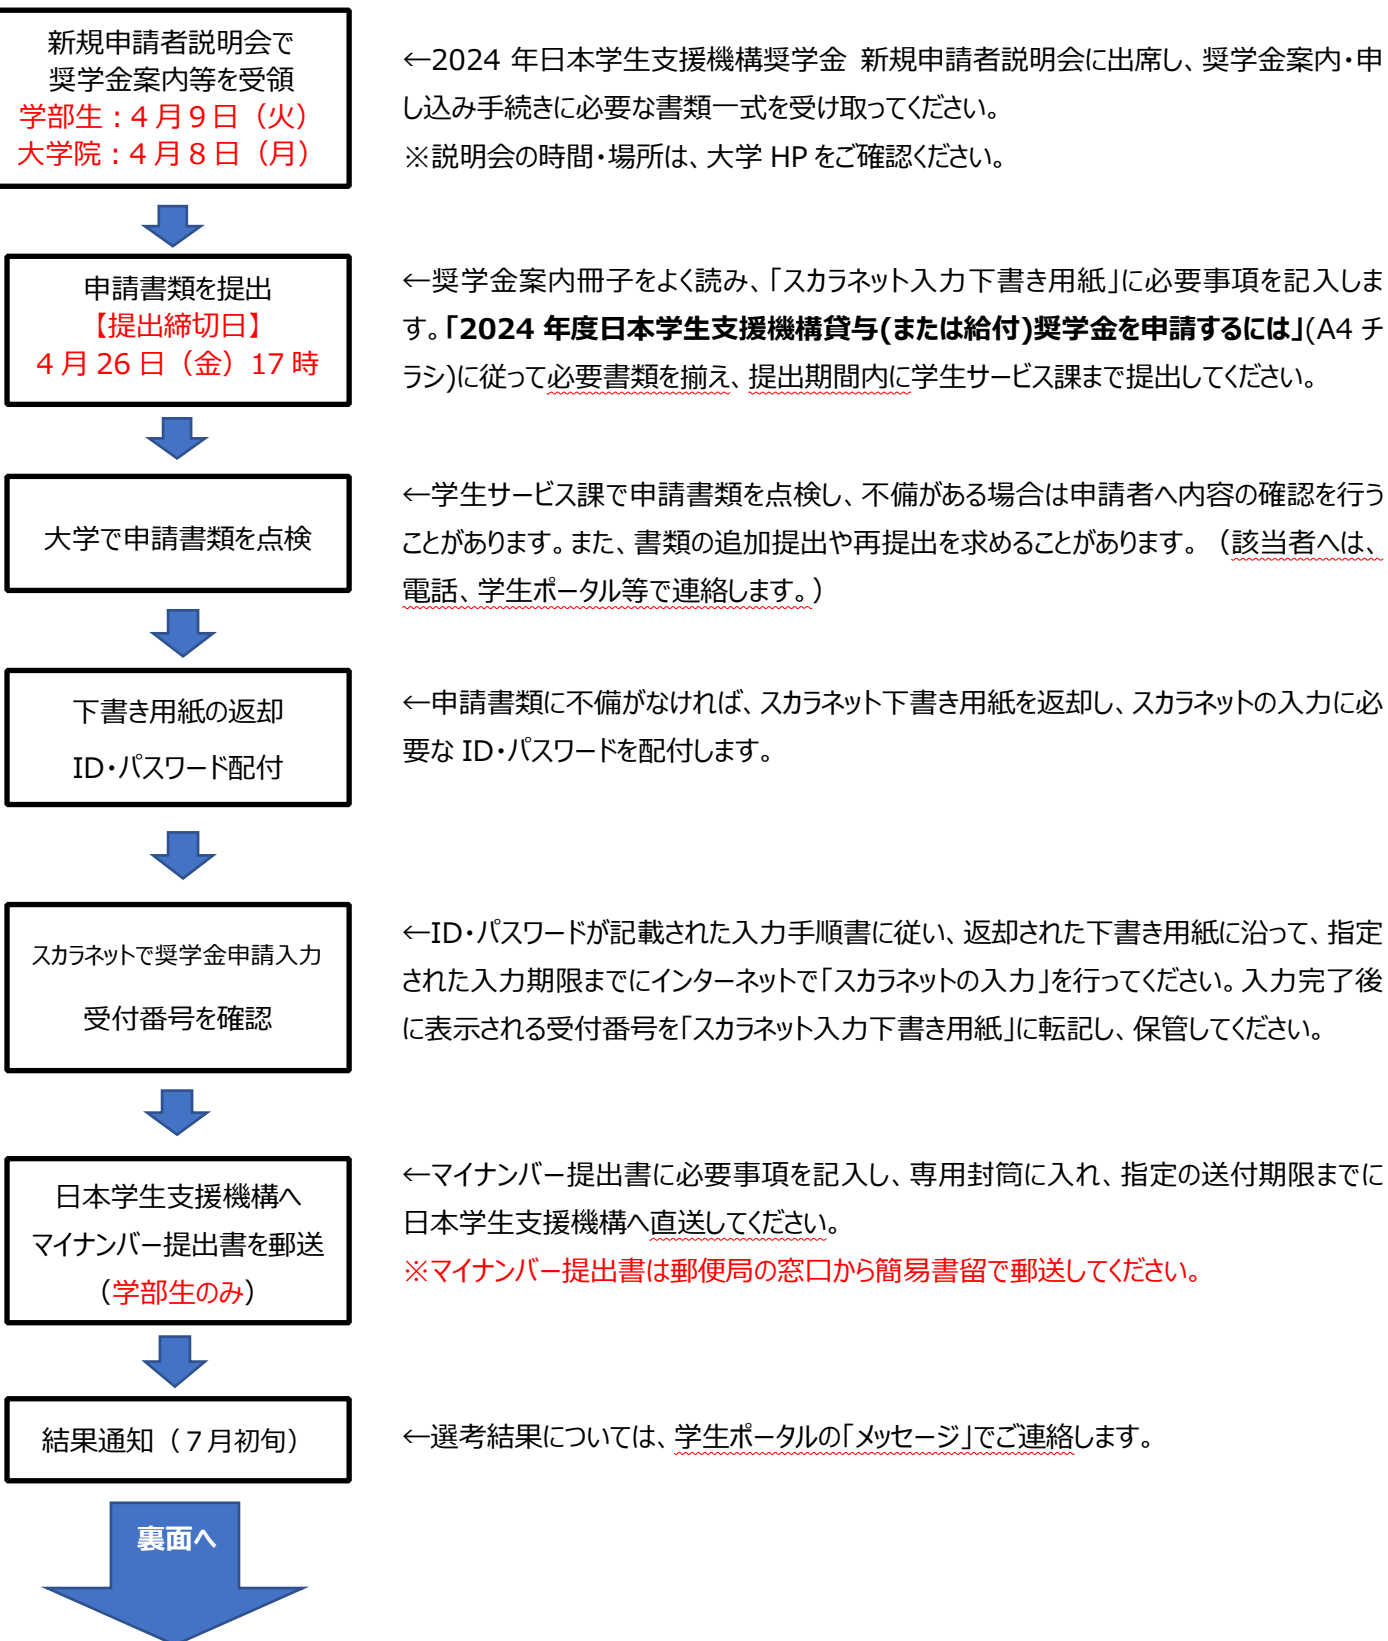 新規申請者説明会で
奨学金案内等を受領
学部生：４月９日（火）
大学院：４月８日（月）
←2024 年日本学生支援機構奨学金 新規申請者説明会に出席し、奨学金案内・申
し込み手続きに必要な書類一式を受け取ってください。
※説明会の時間・場所は、大学 HP をご確認ください。
申請書類を提出
【提出締切日】
４月 26 日（金）17 時
←奨学金案内冊子をよく読み、「スカラネット入力下書き用紙」に必要事項を記入しま
す。「2024 年度日本学生支援機構貸与(または給付)奨学金を申請するには」(A4 チ
ラシ)に従って必要書類を揃え、提出期間内に学生サービス課まで提出してください。
大学で申請書類を点検
←学生サービス課で申請書類を点検し、不備がある場合は申請者へ内容の確認を行う
ことがあります。また、書類の追加提出や再提出を求めることがあります。（該当者へは、
電話、学生ポータル等で連絡します。）
下書き用紙の返却
ID・パスワード配付
←申請書類に不備がなければ、スカラネット下書き用紙を返却し、スカラネットの入力に必
要な ID・パスワードを配付します。
スカラネットで奨学金申請入力
受付番号を確認
←ID・パスワードが記載された入力手順書に従い、返却された下書き用紙に沿って、指定
された入力期限までにインターネットで「スカラネットの入力」を行ってください。入力完了後
に表示される受付番号を「スカラネット入力下書き用紙」に転記し、保管してください。
日本学生支援機構へ
マイナンバー提出書を郵送
（学部生のみ）
←マイナンバー提出書に必要事項を記入し、専用封筒に入れ、指定の送付期限までに
日本学生支援機構へ直送してください。
※マイナンバー提出書は郵便局の窓口から簡易書留で郵送してください。
結果通知（７月初旬）
←選考結果については、学生ポータルの「メッセージ」でご連絡します。
裏面へ